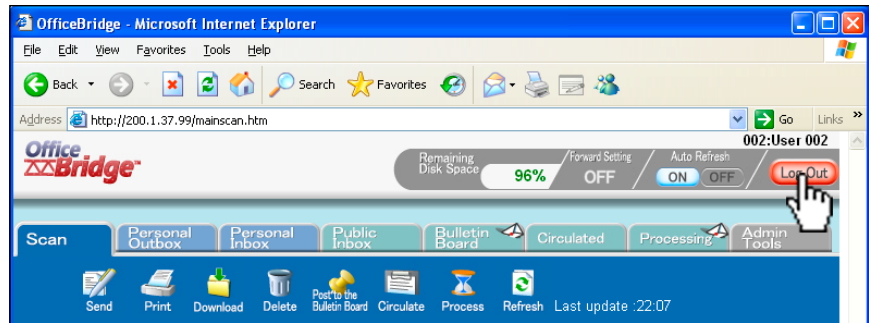 OfficeBridge - Microsoft Internet Explorer
File Edit View Favorites Tools Help
Back Search Favorites
Address http://200.1.37.99/mainscan.htm Go Links »
002:User 002
Office
Bridge™
Remaining
Disk Space 96%
Forward Setting
OFF
Auto Refresh
ON OFF
Log Out
Scan
Personal
Outbox
Personal
Inbox
Public
Inbox
Bulletin
Board
Circulated
Processing
Admin
Tools
Send Print Download Delete
Post to the
Bulletin Board
Circulate Process Refresh Last update :22:07